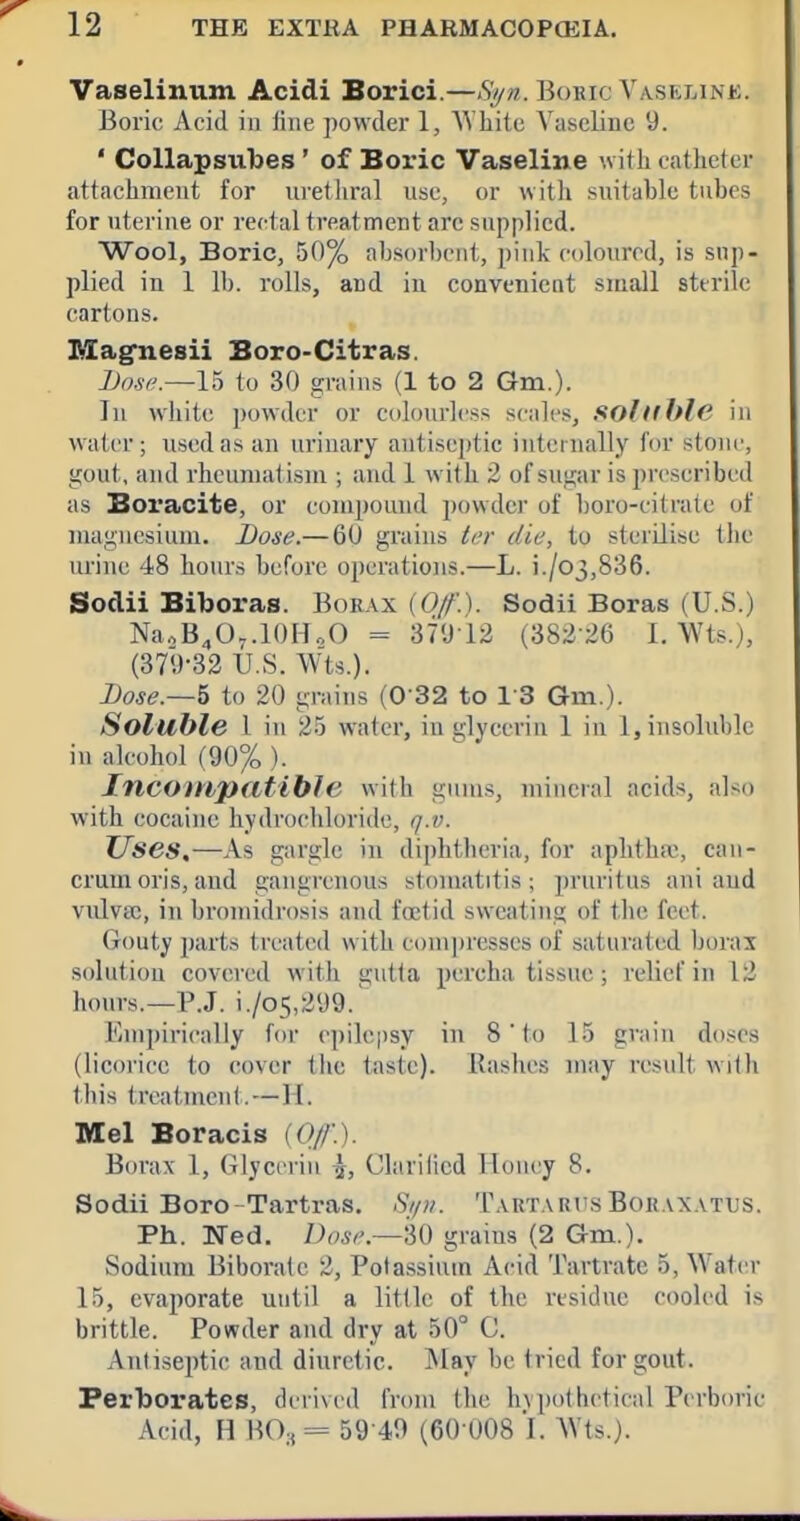 12 THE EXTRA PHARMACOPŒIA.
Vaselinum Acidi Borici.—Syn. BORIC VASELINE.
Boric Acid in fine powder 1, White Vaseline 9.
‘ Collapsubes ’ of Boric Vaseline with catheter
attachment for urethral use, or with suitable tubes
for uterine or rectal treatment are supplied.
Wool, Boric, 50% absorbent, pink coloured, is sup-
plied in 1 lb. rolls, and in convenient small sterile
cartons.
Magnesii Boro-Citras.
Dose.—15 to 30 grains (1 to 2 Gm.).
In white powder or colourless scales, soluble in
water; used as an urinary antiseptic internally for stone,
gout, and rheumatism ; and 1 with 2 of sugar is prescribed
as Boracite, or compound powder of boro-citrate of
magnesium. Dose.—60 grains ter die, to sterilise the
urine 48 hours before operations.—L. i./03,836.
Sodii Biboras. BORAX (Off.). Sodii Boras (U.S.)
Na₂B₄O₇.10H₂O = 379·12 (382·26 I. Wts.),
(379·32 U.S. Wts.).
Dose.—5 to 20 grains (0·32 to 1·3 Gm.).
Soluble 1 in 25 water, in glycerin 1 in 1, insoluble
in alcohol (90% ).
Incompatible with gums, mineral acids, also
with cocaine hydrochloride, q.v.
Uses.—As gargle in diphtheria, for aphthæ, can-
crum oris, and gangrenous stomatitis ; pruritus ani and
vulvæ, in bromidrosis and fœtid sweating of the feet.
Gouty parts treated with compresses of saturated borax
solution covered with gutta percha tissue ; relief in 12
hours.—P.J. i./05,299.
Empirically for epilepsy in 8 to 15 grain doses
(licorice to cover the taste). Rashes may result with
this treatment.—H.
Mel Boracis (Off.).
Borax 1, Glycerin ½, Clarified Honey 8.
Sodii Boro-Tartras. Syn. TARTARUS BORAXATUS.
Ph. Ned. Dose.—30 grains (2 Gm.).
Sodium Biborate 2, Potassium Acid Tartrate 5, Water
15, evaporate until a little of the residue cooled is
brittle. Powder and dry at 50° C.
Antiseptic and diuretic. May be tried for gout.
Perborates, derived from the hypothetical Perboric
Acid, H BO₃ = 59·49 (60·008 I. Wts.).